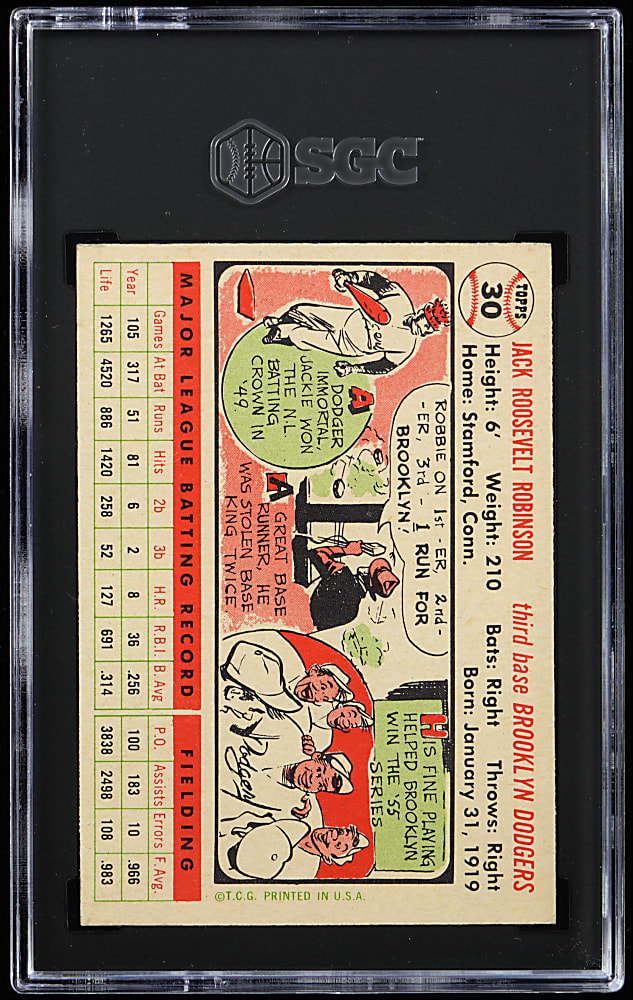 SGC
TOPPS
30
JACK ROOSEVELT ROBINSON third base BROOKLYN DODGERS
Height: 6' Weight: 210 Bats: Right Throws: Right
Home: Stamford, Conn. Born: January 31, 1919
A DODGER
IMMORTAL,
JACKIE WON
THE N.L.
BATTING
CROWN IN
'49.
ROBBIE ON 1st-ER, 2nd-
-ER, 3rd - 1 RUN FOR
BROOKLYN!
A GREAT BASE
RUNNER, HE
WAS STOLEN BASE
KING TWICE.
HIS FINE PLAYING
HELPED BROOKLYN
WIN THE '55
SERIES
Dodgers
MAJOR LEAGUE BATTING RECORD FIELDING
Games At Bat Runs Hits 2b 3b H.R. R.B.I. B. Avg P.O. Assists Errors F. Avg.
Year 105 317 51 81 6 2 8 36 .256 100 183 10 .966
Life 1265 4520 886 1420 258 52 127 691 .314 3838 2498 108 .983
©T.C.G. PRINTED IN U.S.A.